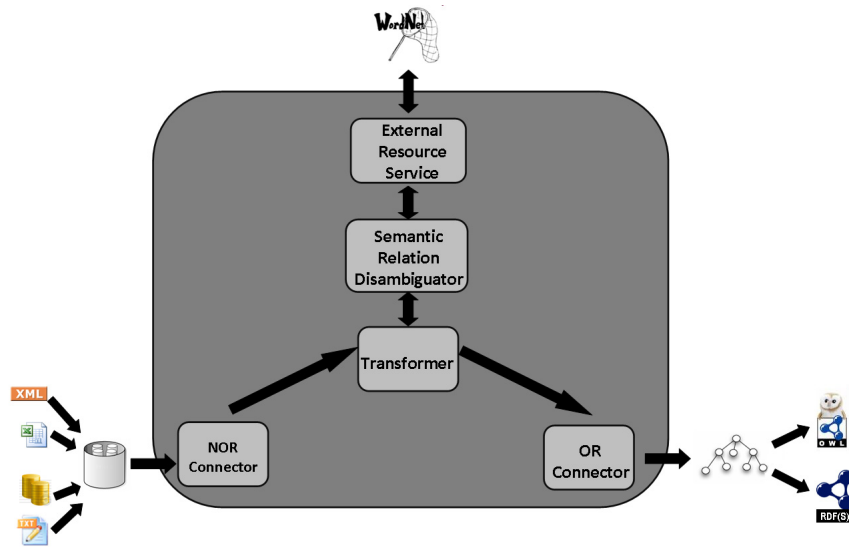 WordNet
External
Resource
Service
Semantic
Relation
Disambiguator
Transformer
XML
NOR
Connector
OR
Connector
OWL
TXT
RDF(S)